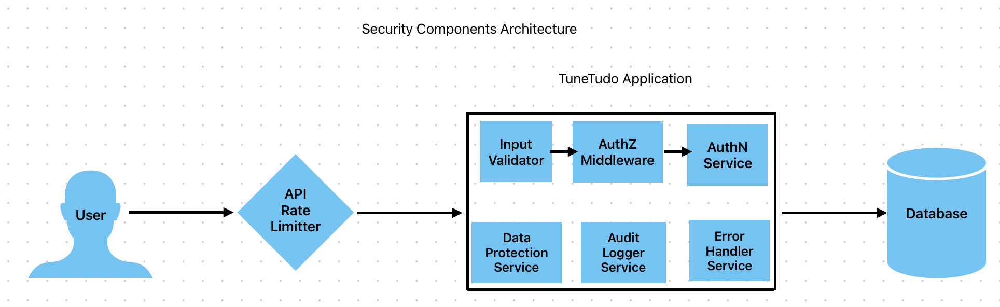 Security Components Architecture
TuneTudo Application
User
API
Rate
Limitter
Input
Validator
AuthZ
Middleware
AuthN
Service
Data
Protection
Service
Audit
Logger
Service
Error
Handler
Service
Database